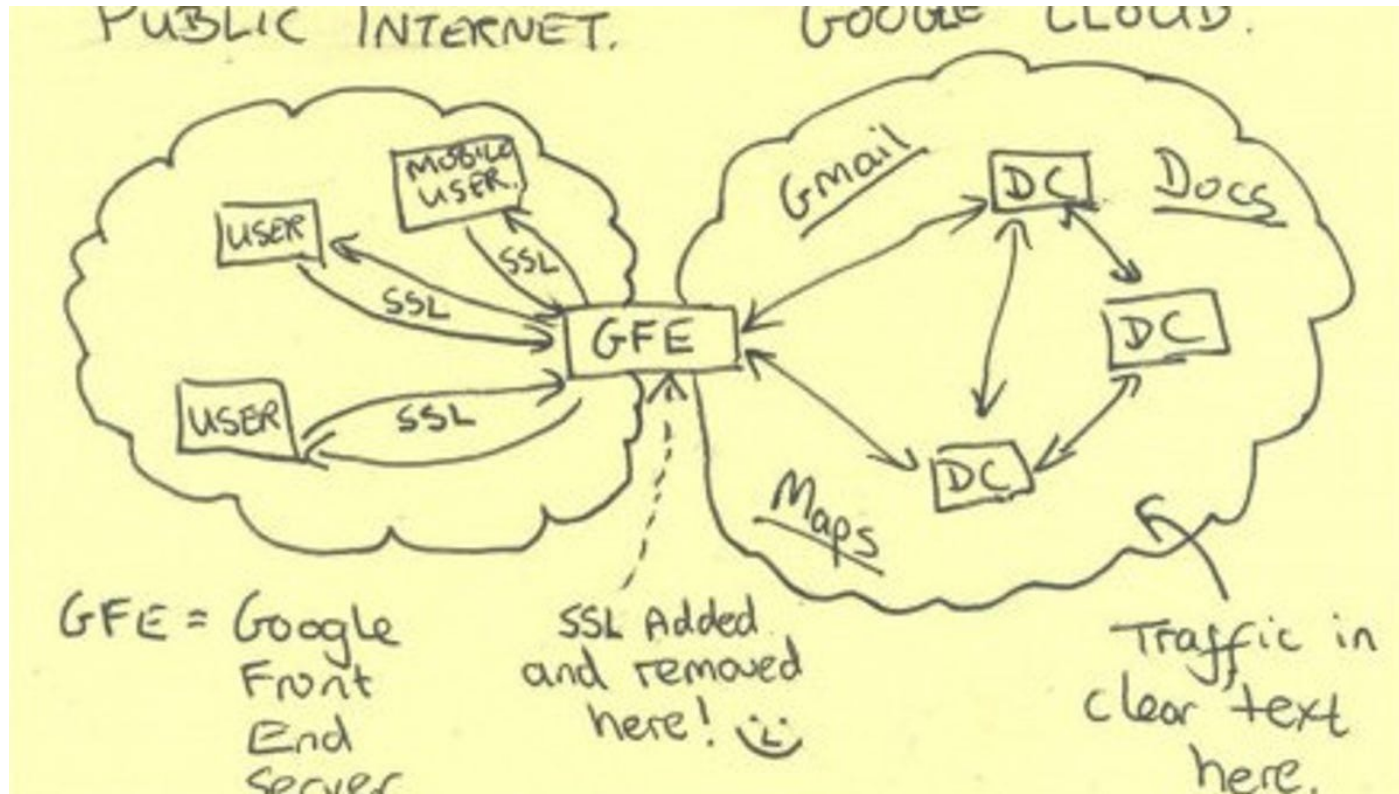 PUBLIC INTERNET.
GOOGLE CLOUD.
MOBILE
USER.
USER
SSL
SSL
GFE
USER
SSL
Gmail
DC
Docs
DC
DC
Maps
GFE = Google
Front
End
Server
SSL Added
and removed
here!
Traffic in
clear text
here.